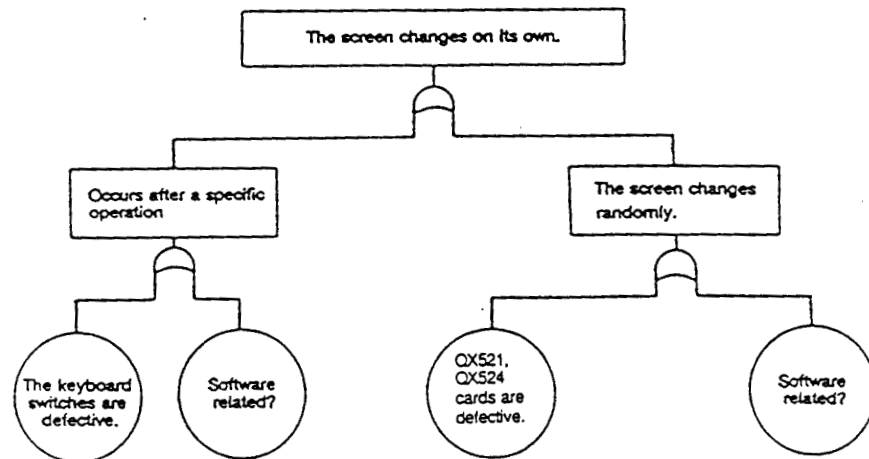 The screen changes on its own.
Occurs after a specific
operation
The screen changes
randomly.
The keyboard
switches are
defective.
Software
related?
QX521,
QX524
cards are
defective.
Software
related?